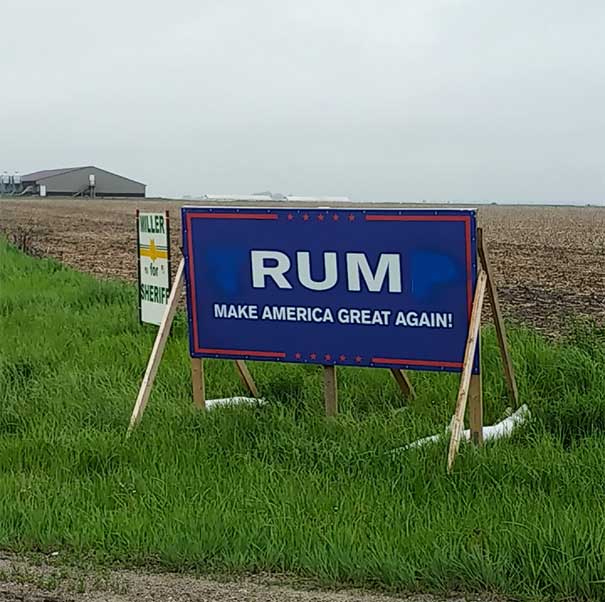 MILLER
for
SHERIFF
RUM
MAKE AMERICA GREAT AGAIN!